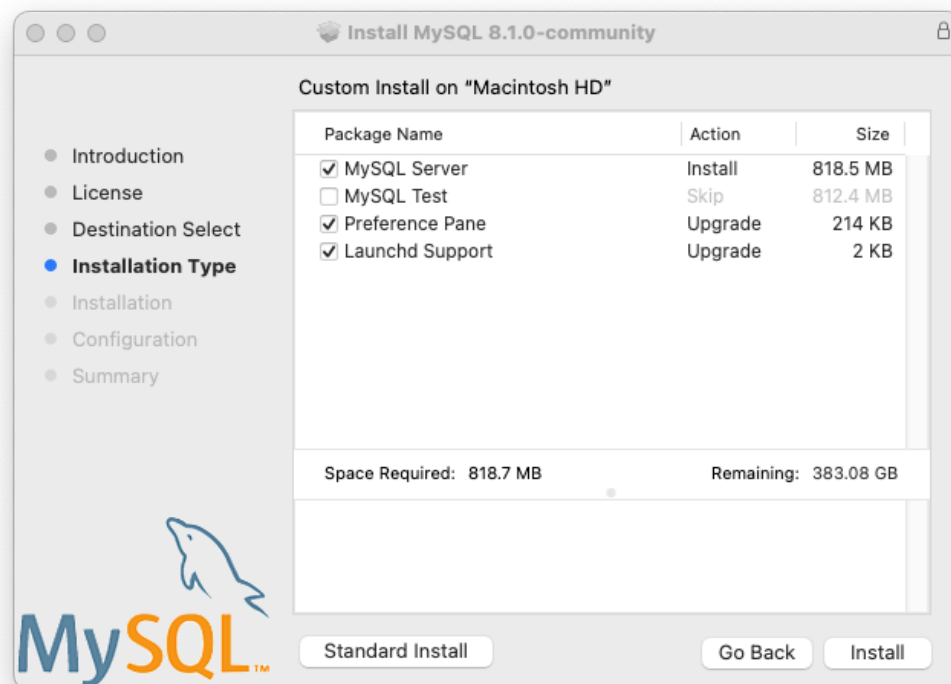 Install MySQL 8.1.0-community
Custom Install on “Macintosh HD”
Introduction
License
Destination Select
Installation Type
Installation
Configuration
Summary
Package Name Action Size
MySQL Server Install 818.5 MB
MySQL Test Skip 812.4 MB
Preference Pane Upgrade 214 KB
Launchd Support Upgrade 2 KB
Space Required: 818.7 MB Remaining: 383.08 GB
MySQL™
Standard Install Go Back Install